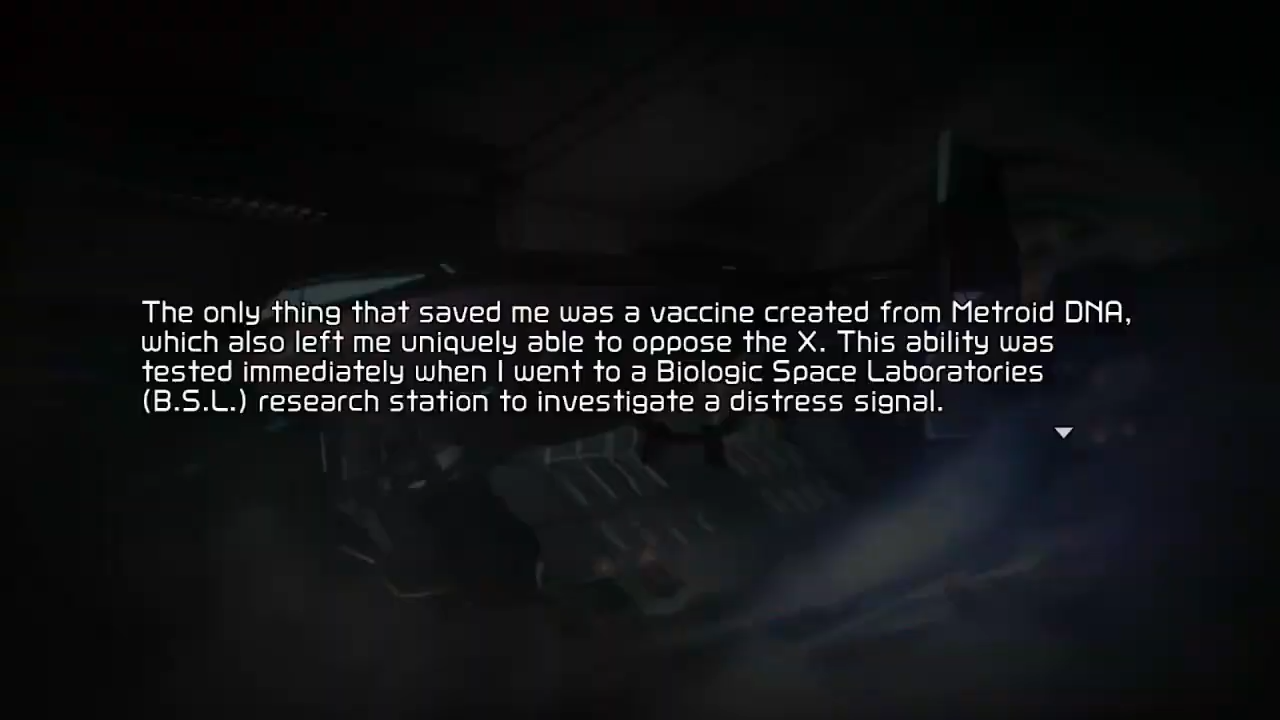 The only thing that saved me was a vaccine created from Metroid DNA,
which also left me uniquely able to oppose the X. This ability was
tested immediately when I went to a Biologic Space Laboratories
(B.S.L.) research station to investigate a distress signal.